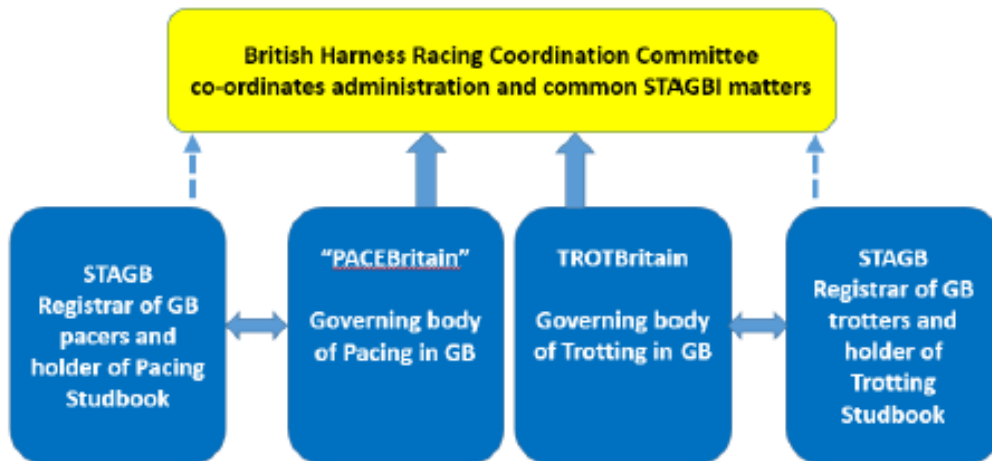 British Harness Racing Coordination Committee
co-ordinates administration and common STAGBI matters
STAGB
Registrar of GB
pacers and
holder of Pacing
Studbook
“PACEBritain”
Governing body
of Pacing in GB
TROTBritain
Governing body
of Trotting in GB
STAGB
Registrar of GB
trotters and
holder of
Trotting
Studbook